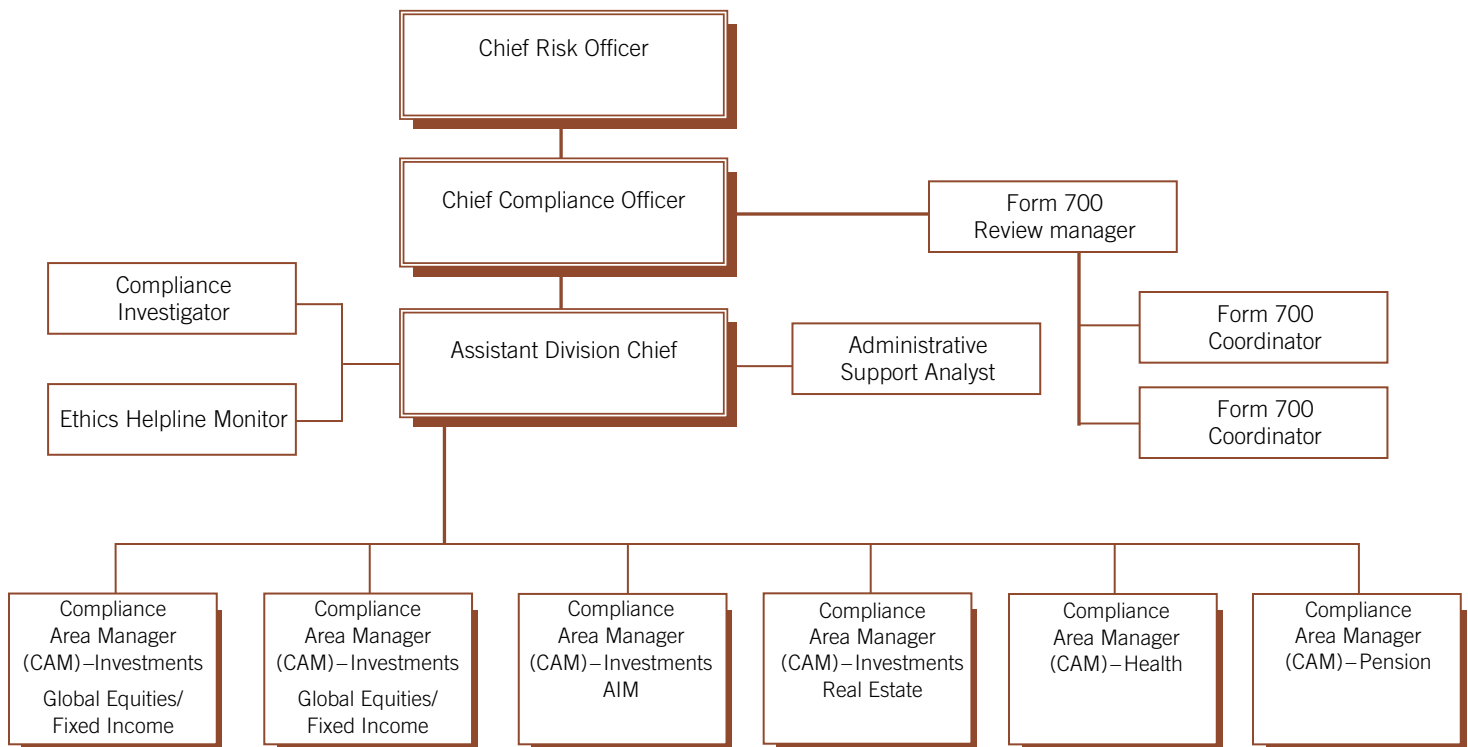 Chief Risk Officer
Chief Compliance Officer
Form 700
Review manager
Compliance
Investigator
Ethics Helpline Monitor
Assistant Division Chief
Administrative
Support Analyst
Form 700
Coordinator
Form 700
Coordinator
Compliance
Area Manager
(CAM)–Investments
Global Equities/
Fixed Income
Compliance
Area Manager
(CAM)–Investments
Global Equities/
Fixed Income
Compliance
Area Manager
(CAM)–Investments
AIM
Compliance
Area Manager
(CAM)–Investments
Real Estate
Compliance
Area Manager
(CAM)–Health
Compliance
Area Manager
(CAM)–Pension